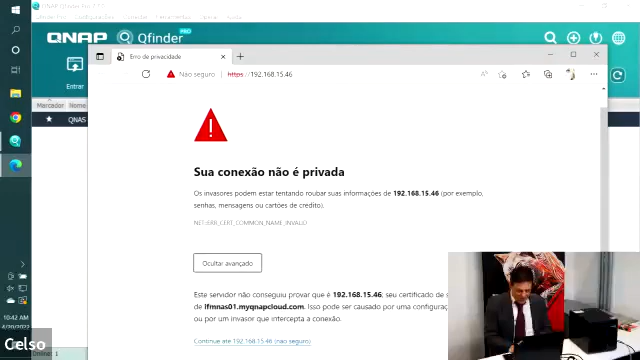 QNAP Qfinder PRO
Entrar
Marcador Nome
QNAS
Erro de privacidade
Não seguro https://192.168.15.46
Sua conexão não é privada
Os invasores podem estar tentando roubar suas informações de 192.168.15.46 (por exemplo,
senhas, mensagens ou cartões de crédito).
NET::ERR_CERT_COMMON_NAME_INVALID
Ocultar avançado
Este servidor não conseguiu provar que é 192.168.15.46; seu certificado de s
de ifmnas01.myqnapcloud.com. Isso pode ser causado por uma configuraç
ou por um invasor que intercepta a conexão.
Continue até 192.168.15.46 (não seguro)
10:42 AM
Celso